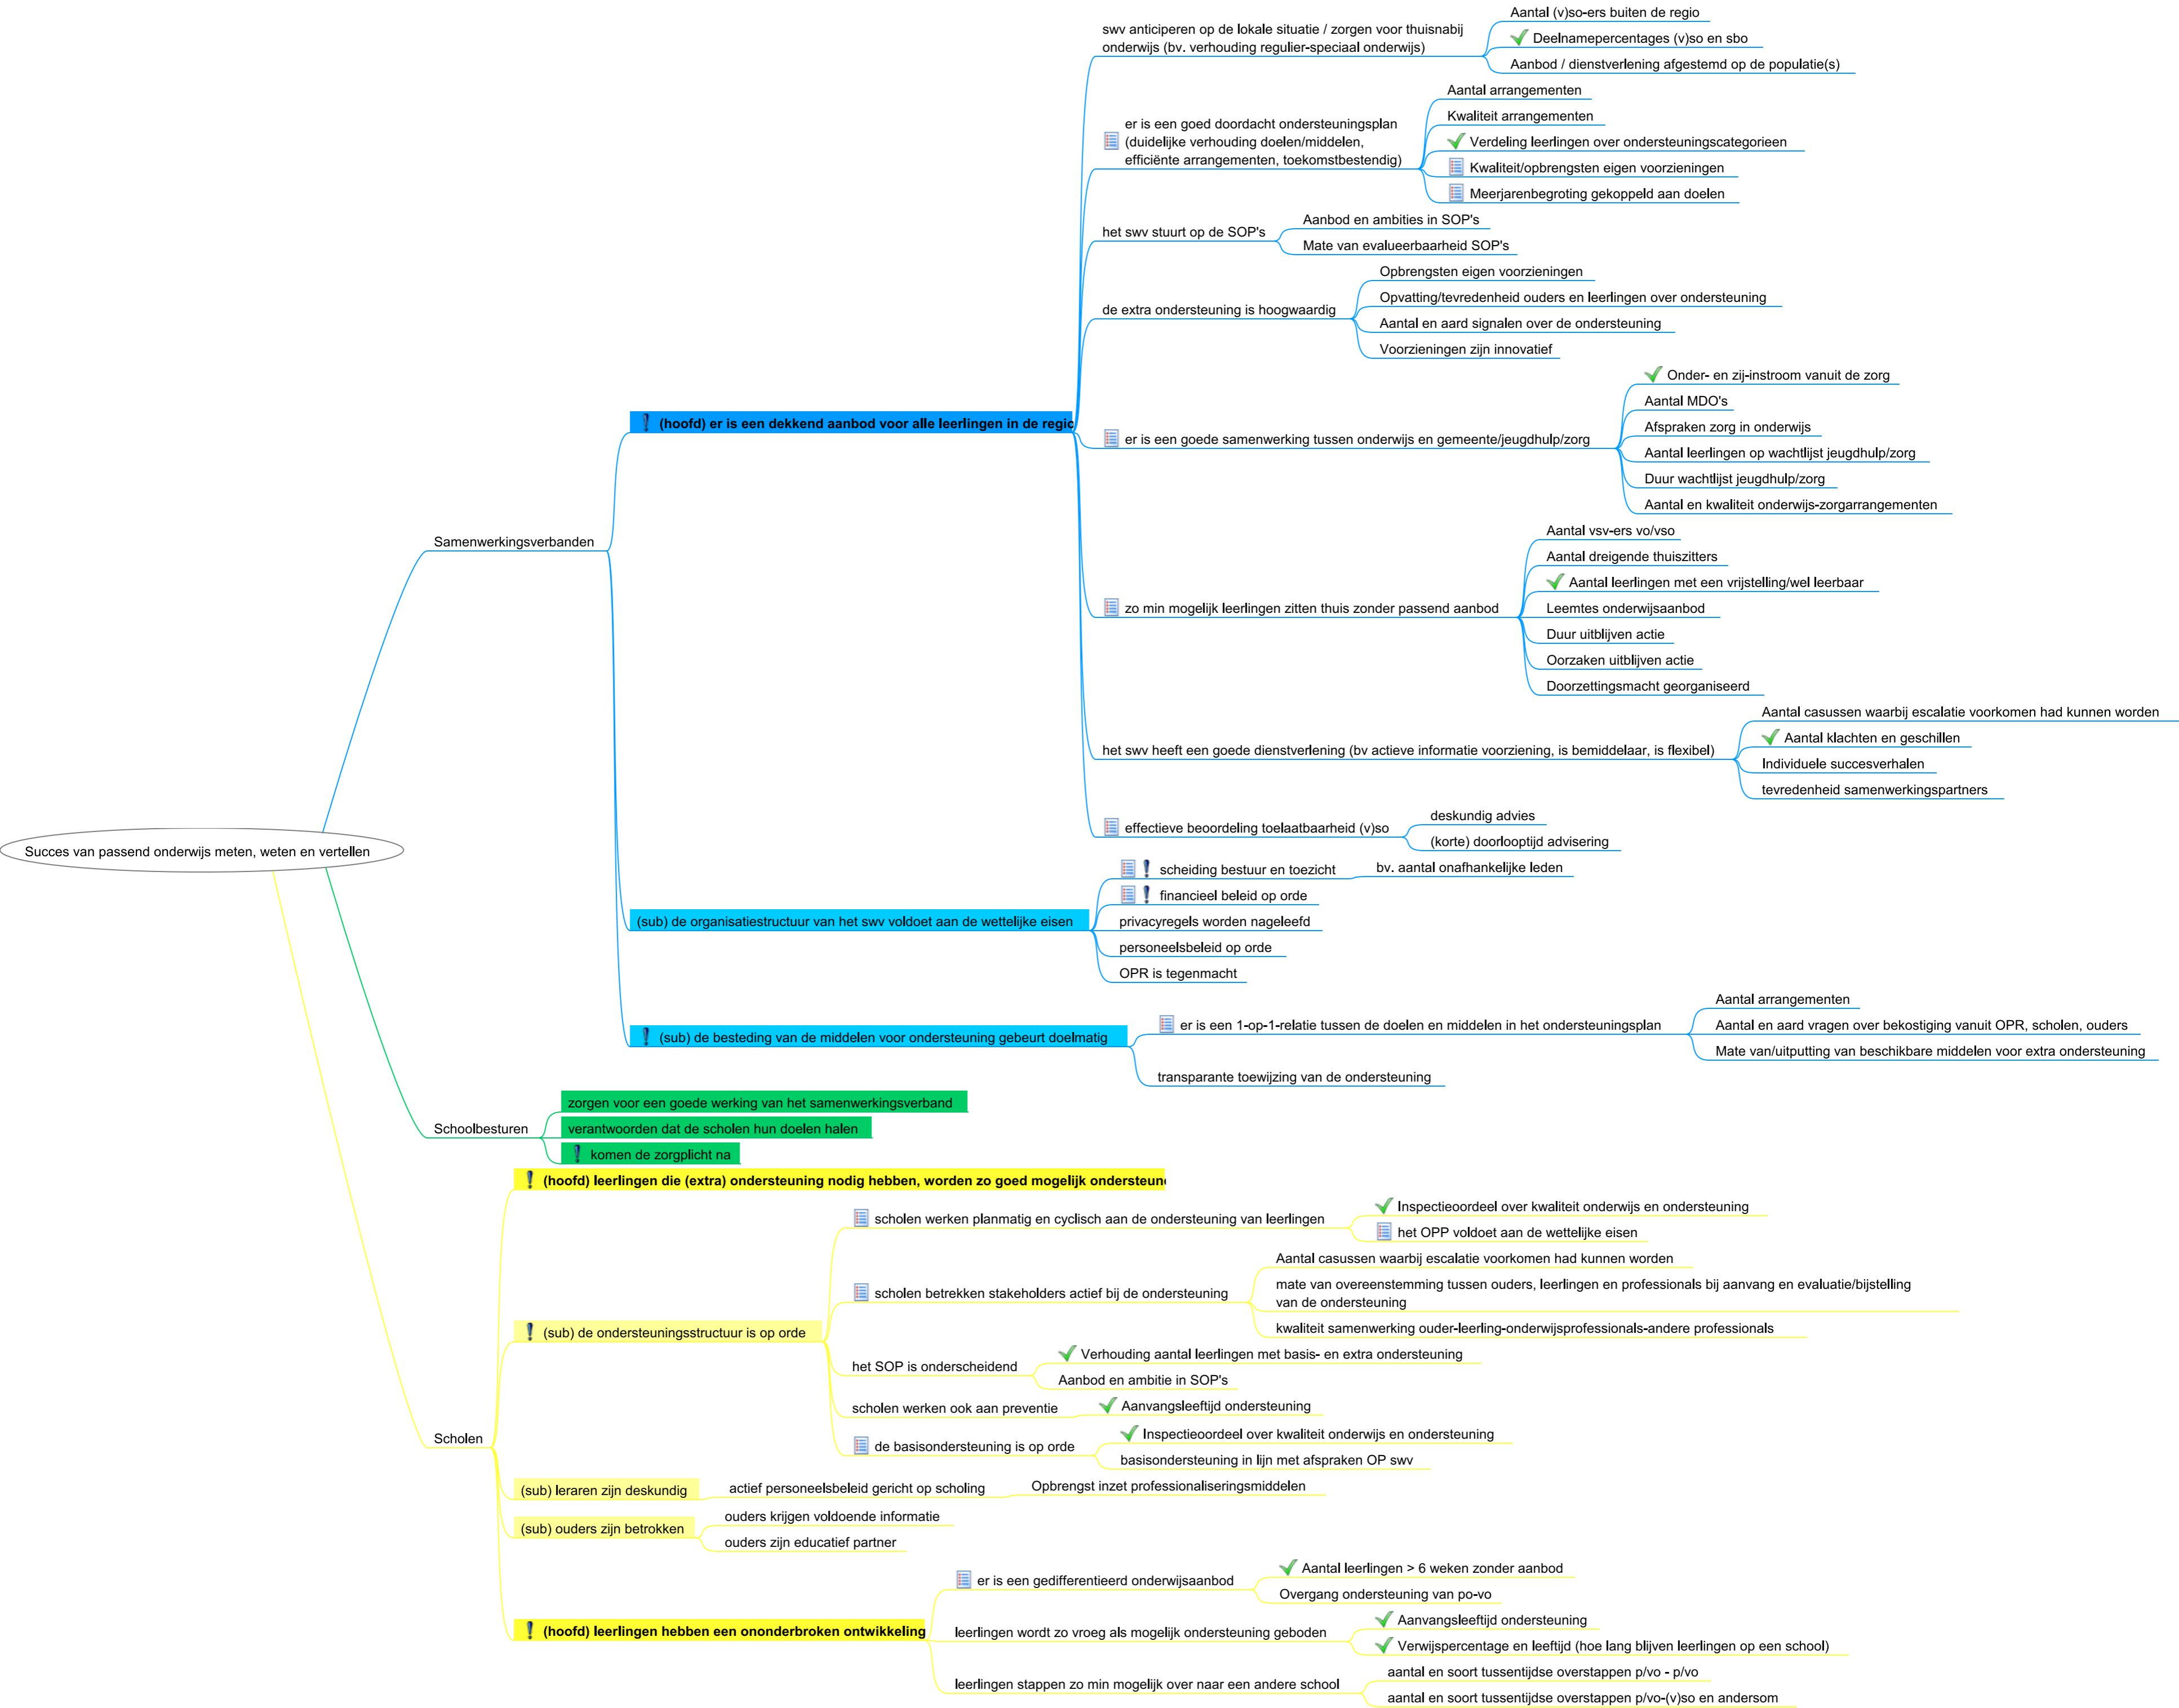 Succes van passend onderwijs meten, weten en vertellen
Samenwerkingsverbanden
(hoofd) er is een dekkend aanbod voor alle leerlingen in de regio
swv anticiperen op de lokale situatie / zorgen voor thuisnabij
onderwijs (bv. verhouding regulier-speciaal onderwijs)
Aantal (v)so-ers buiten de regio
Deelnamepercentages (v)so en sbo
Aanbod / dienstverlening afgestemd op de populatie(s)
er is een goed doordacht ondersteuningsplan
(duidelijke verhouding doelen/middelen,
efficiënte arrangementen, toekomstbestendig)
Aantal arrangementen
Kwaliteit arrangementen
Verdeling leerlingen over ondersteuningscategorieen
Kwaliteit/opbrengsten eigen voorzieningen
Meerjarenbegroting gekoppeld aan doelen
het swv stuurt op de SOP's
Aanbod en ambities in SOP's
Mate van evalueerbaarheid SOP's
de extra ondersteuning is hoogwaardig
Opbrengsten eigen voorzieningen
Opvatting/tevredenheid ouders en leerlingen over ondersteuning
Aantal en aard signalen over de ondersteuning
Voorzieningen zijn innovatief
er is een goede samenwerking tussen onderwijs en gemeente/jeugdhulp/zorg
Onder- en zij-instroom vanuit de zorg
Aantal MDO's
Afspraken zorg in onderwijs
Aantal leerlingen op wachtlijst jeugdhulp/zorg
Duur wachtlijst jeugdhulp/zorg
Aantal en kwaliteit onderwijs-zorgarrangementen
zo min mogelijk leerlingen zitten thuis zonder passend aanbod
Aantal vsv-ers vo/vso
Aantal dreigende thuiszitters
Aantal leerlingen met een vrijstelling/wel leerbaar
Leemtes onderwijsaanbod
Duur uitblijven actie
Oorzaken uitblijven actie
Doorzettingsmacht georganiseerd
het swv heeft een goede dienstverlening (bv actieve informatie voorziening, is bemiddelaar, is flexibel)
Aantal casussen waarbij escalatie voorkomen had kunnen worden
Aantal klachten en geschillen
Individuele succesverhalen
tevredenheid samenwerkingspartners
effectieve beoordeling toelaatbaarheid (v)so
deskundig advies
(korte) doorlooptijd advisering
(sub) de organisatiestructuur van het swv voldoet aan de wettelijke eisen
scheiding bestuur en toezicht
bv. aantal onafhankelijke leden
financieel beleid op orde
privacyregels worden nageleefd
personeelsbeleid op orde
OPR is tegenmacht
(sub) de besteding van de middelen voor ondersteuning gebeurt doelmatig
er is een 1-op-1-relatie tussen de doelen en middelen in het ondersteuningsplan
Aantal arrangementen
Aantal en aard vragen over bekostiging vanuit OPR, scholen, ouders
Mate van/uitputting van beschikbare middelen voor extra ondersteuning
transparante toewijzing van de ondersteuning
Schoolbesturen
zorgen voor een goede werking van het samenwerkingsverband
verantwoorden dat de scholen hun doelen halen
komen de zorgplicht na
Scholen
(hoofd) leerlingen die (extra) ondersteuning nodig hebben, worden zo goed mogelijk ondersteun
(sub) de ondersteuningsstructuur is op orde
scholen werken planmatig en cyclisch aan de ondersteuning van leerlingen
Inspectieoordeel over kwaliteit onderwijs en ondersteuning
het OPP voldoet aan de wettelijke eisen
scholen betrekken stakeholders actief bij de ondersteuning
Aantal casussen waarbij escalatie voorkomen had kunnen worden
mate van overeenstemming tussen ouders, leerlingen en professionals bij aanvang en evaluatie/bijstelling
van de ondersteuning
kwaliteit samenwerking ouder-leerling-onderwijsprofessionals-andere professionals
het SOP is onderscheidend
Verhouding aantal leerlingen met basis- en extra ondersteuning
Aanbod en ambitie in SOP's
scholen werken ook aan preventie
Aanvangsleeftijd ondersteuning
de basisondersteuning is op orde
Inspectieoordeel over kwaliteit onderwijs en ondersteuning
basisondersteuning in lijn met afspraken OP swv
(sub) leraren zijn deskundig
actief personeelsbeleid gericht op scholing
Opbrengst inzet professionaliseringsmiddelen
(sub) ouders zijn betrokken
ouders krijgen voldoende informatie
ouders zijn educatief partner
(hoofd) leerlingen hebben een ononderbroken ontwikkeling
er is een gedifferentieerd onderwijsaanbod
Aantal leerlingen > 6 weken zonder aanbod
Overgang ondersteuning van po-vo
leerlingen wordt zo vroeg als mogelijk ondersteuning geboden
Aanvangsleeftijd ondersteuning
Verwijspercentage en leeftijd (hoe lang blijven leerlingen op een school)
leerlingen stappen zo min mogelijk over naar een andere school
aantal en soort tussentijdse overstappen p/vo - p/vo
aantal en soort tussentijdse overstappen p/vo-(v)so en andersom